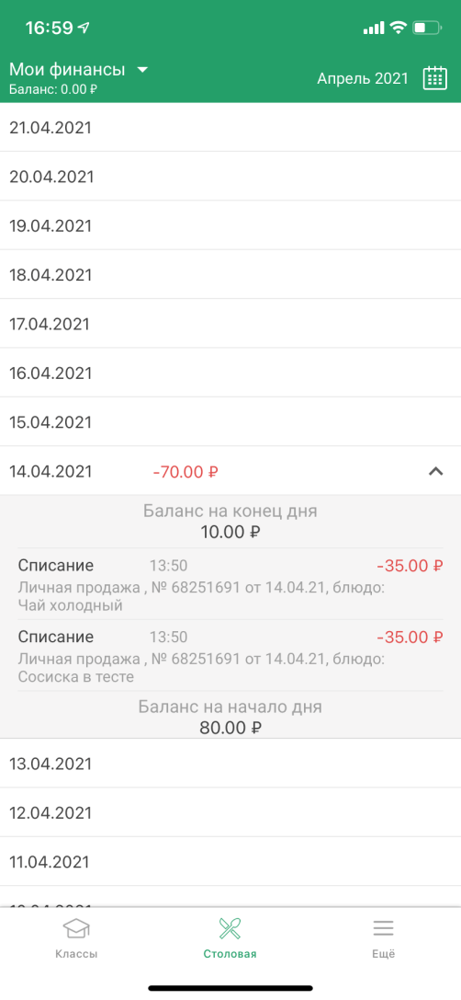 16:59
Мои финансы
Баланс: 0.00 ₽
Апрель 2021
21.04.2021
20.04.2021
19.04.2021
18.04.2021
17.04.2021
16.04.2021
15.04.2021
14.04.2021 -70.00 ₽
Баланс на конец дня
10.00 ₽
Списание 13:50 -35.00 ₽
Личная продажа , № 68251691 от 14.04.21, блюдо:
Чай холодный
Списание 13:50 -35.00 ₽
Личная продажа , № 68251691 от 14.04.21, блюдо:
Сосиска в тесте
Баланс на начало дня
80.00 ₽
13.04.2021
12.04.2021
11.04.2021
Классы Столовая Ещё